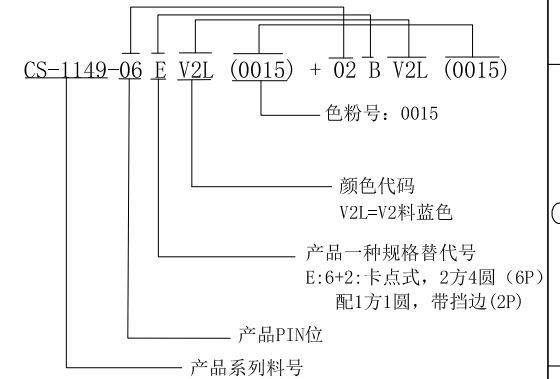 CS-1149-06 E V2L (0015) + 02 B V2L (0015)
色粉号：0015
颜色代码
V2L=V2料蓝色
产品一种规格替代号
E:6+2:卡点式，2方4圆（6P）
配1方1圆，带挡边(2P)
产品PIN位
产品系列料号